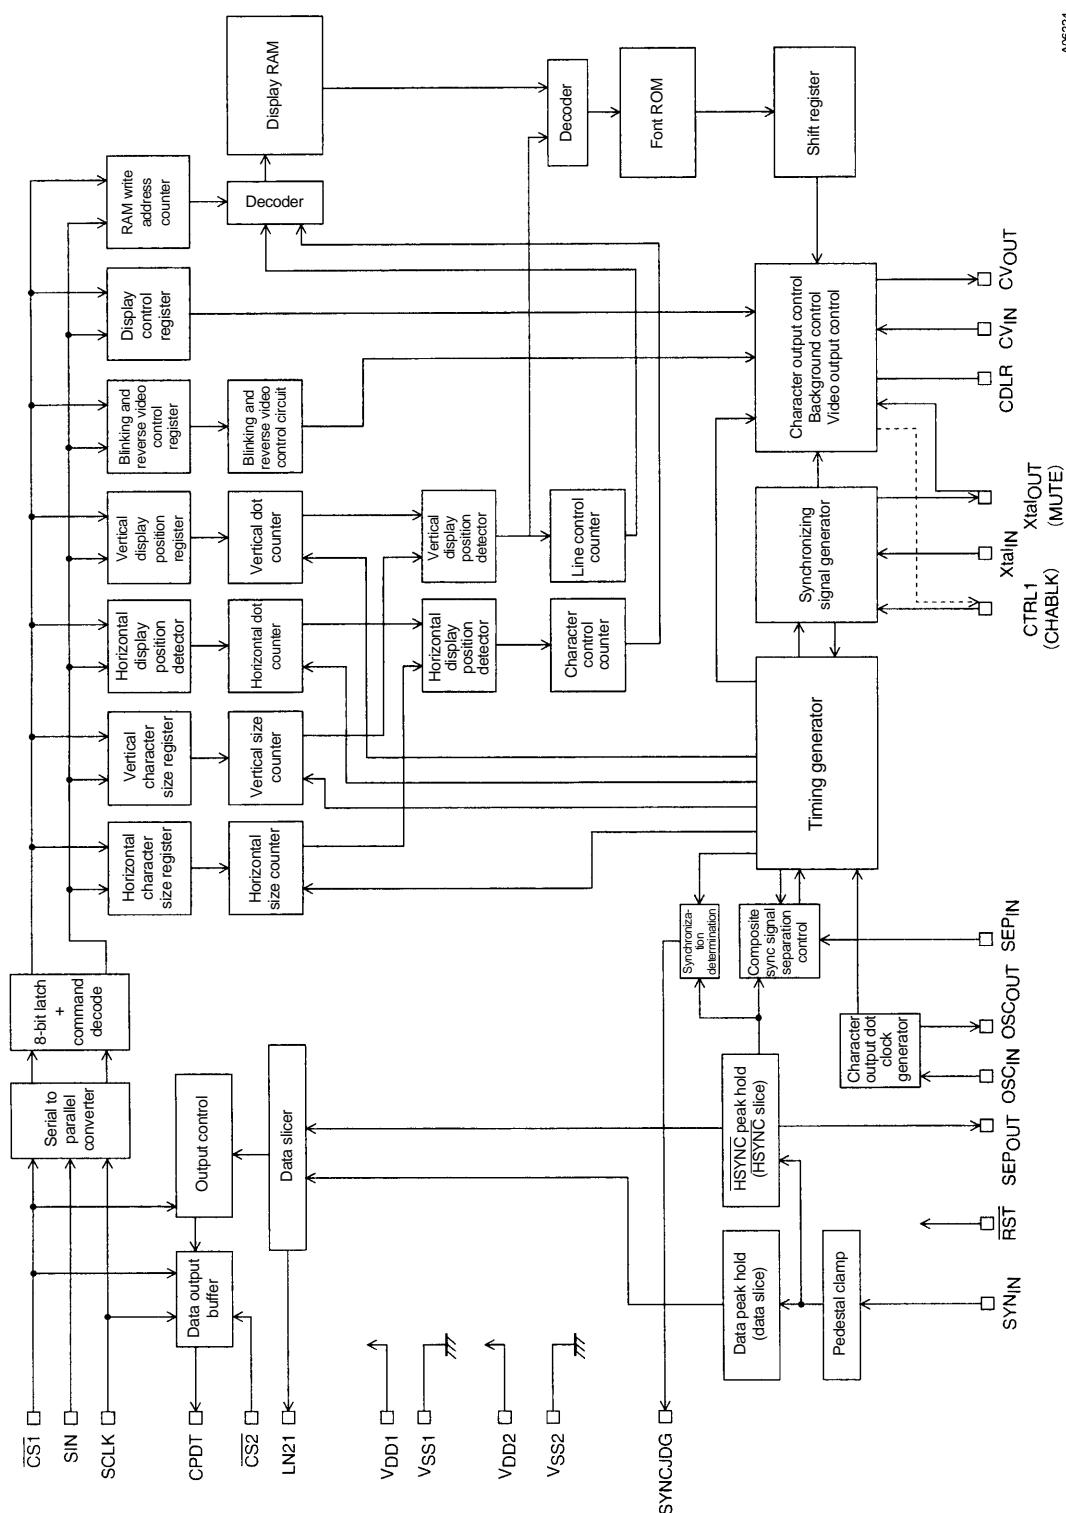 A06224
Display RAM
Decoder
Font ROM
Shift register
RAM write
address
counter
Decoder
Display
control
register
Blinking and
reverse video
control
register
Blinking and
reverse video
control circuit
Vertical
display
position
register
Vertical dot
counter
Vertical
display
position
detector
Line control
counter
Horizontal
display
position
detector
Horizontal dot
counter
Horizontal
display
position
detector
Character
control
counter
Vertical
character
size register
Vertical size
counter
Horizontal
character
size register
Horizontal
size counter
8-bit latch
+
command
decode
Serial to
parallel
converter
Output control
Data output
buffer
Data slicer
Character output control
Background control
Video output control
Synchronizing
signal generator
Timing generator
Synchroniza-
tion
determination
Composite
sync signal
separation
control
Character
output dot
clock
generator
HSYNC peak hold
(HSYNC slice)
Data peak hold
(data slice)
Pedestal clamp
CS1
SIN
SCLK
CPDT
CS2
LN21
VDD1
VSS1
VDD2
VSS2
SYNCJDG
CVOUT
CVIN
CDLR
XtalOUT
(MUTE)
XtalIN
CTRL1
(CHABLK)
SEPIN
OSCOUT
OSCIN
SEPOUT
RST
SYNIN